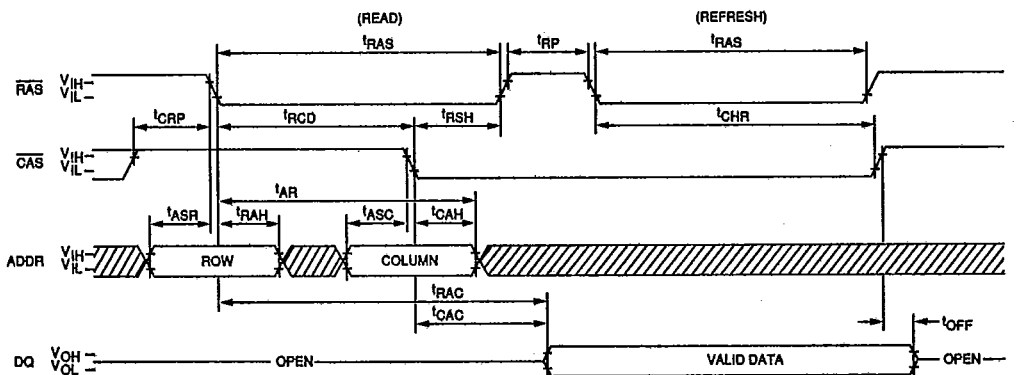 (READ) (REFRESH)
tRAS tRP tRAS
RAS VIH VIL
tCRP tRCD tRSH tCHR
CAS VIH VIL
tAR
tASR tRAH tASC tCAH
ADDR VIH VIL ROW COLUMN
tRAC
tCAC tOFF
DQ VOH VOL OPEN VALID DATA OPEN